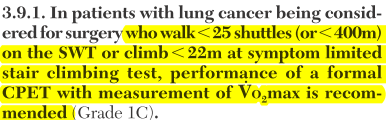 3.9.1. In patients with lung cancer being consid-
ered for surgery who walk < 25 shuttles (or < 400m)
on the SWT or climb < 22m at symptom limited
stair climbing test, performance of a formal
CPET with measurement of V̇o₂max is recom-
mended (Grade 1C).